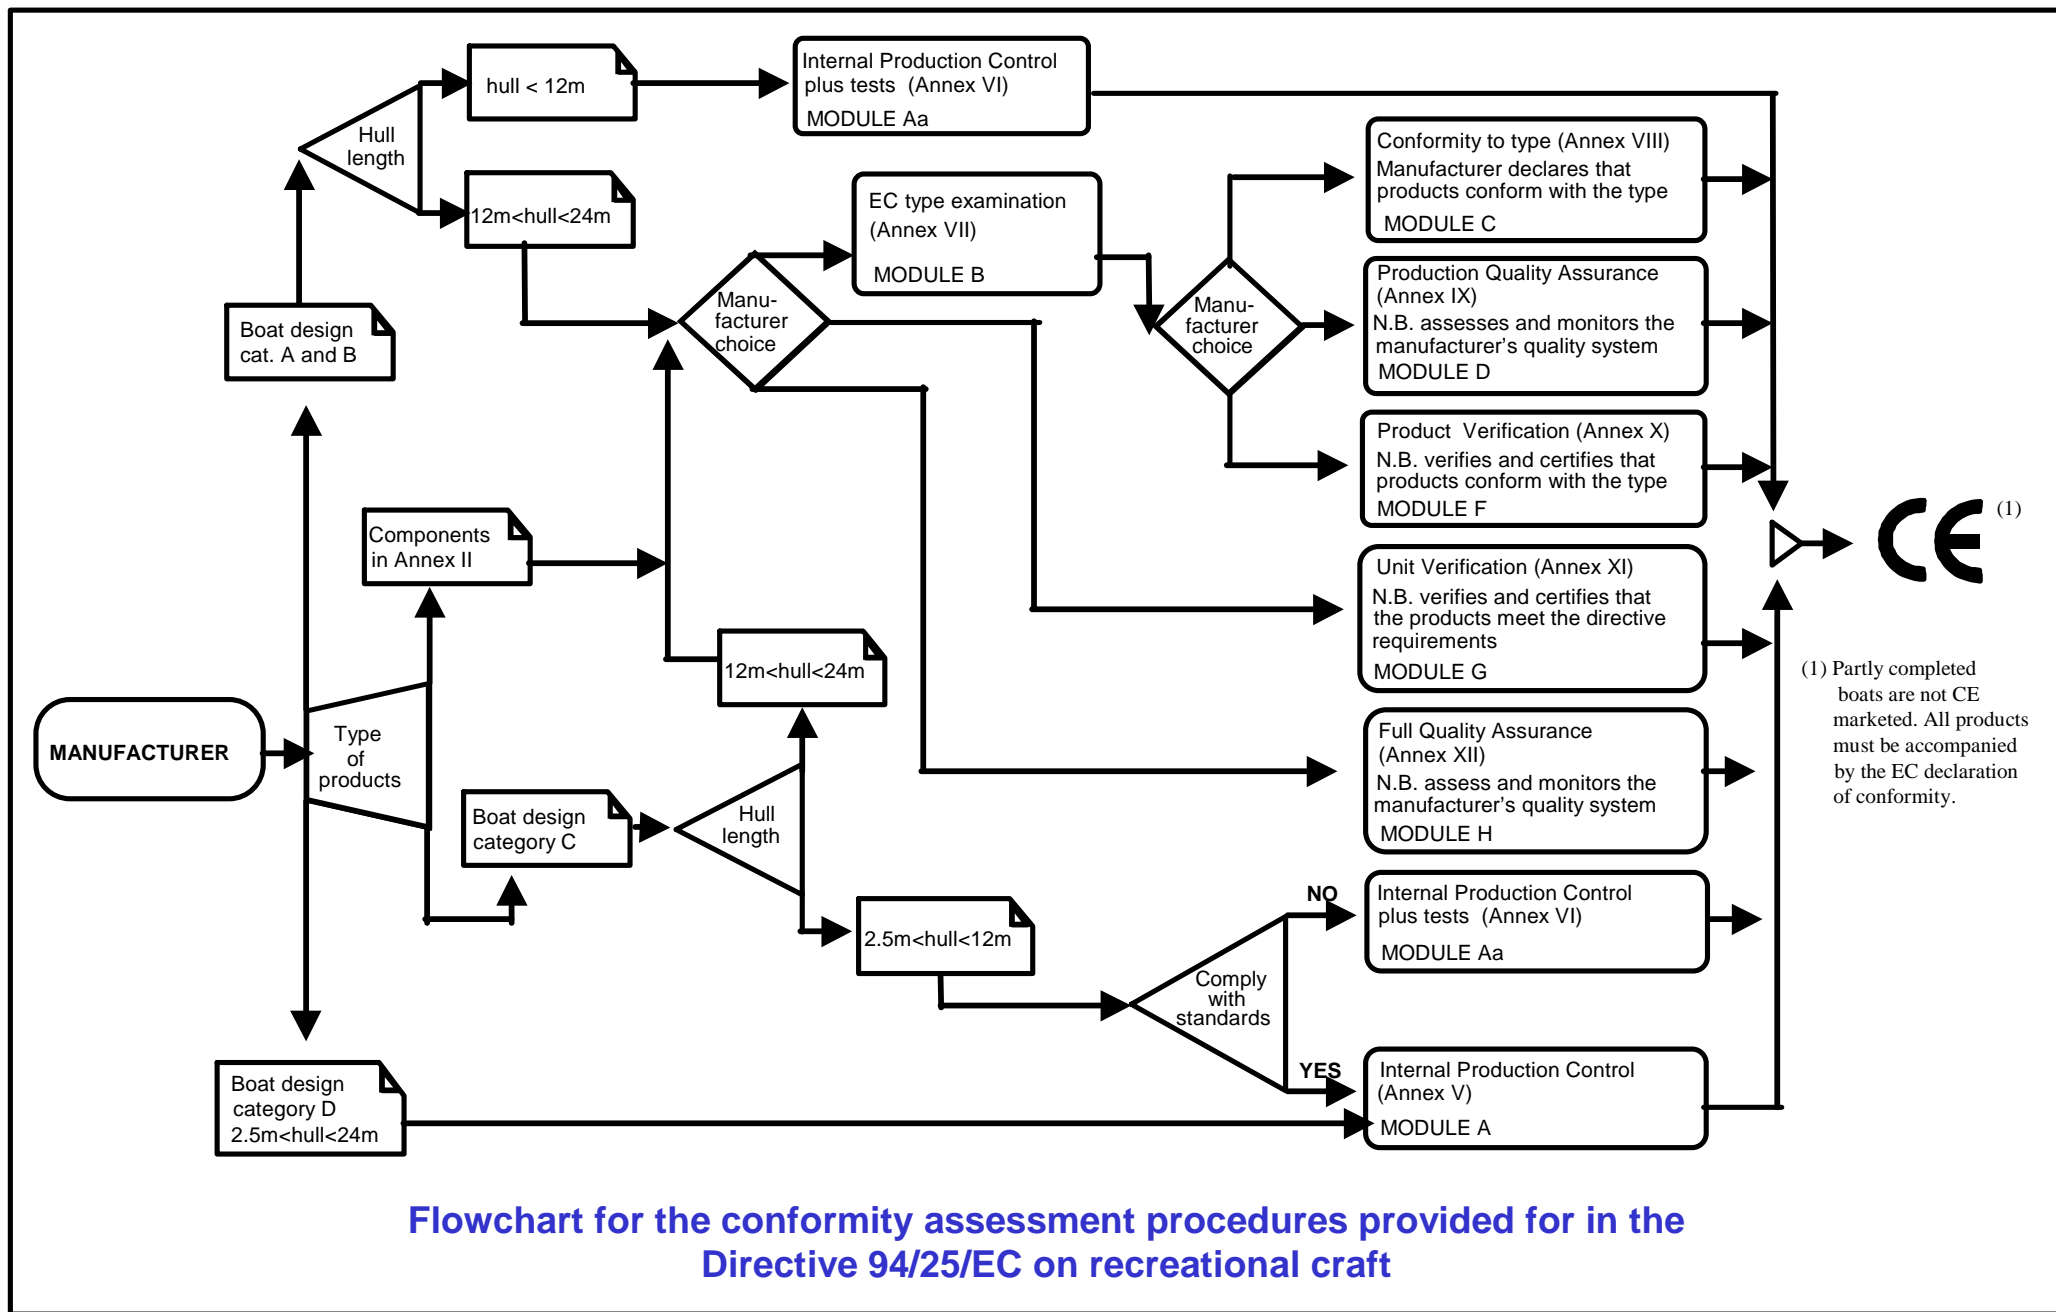 hull < 12m
Internal Production Control
plus tests (Annex VI)
MODULE Aa
Hull
length
12m<hull<24m
Boat design
cat. A and B
EC type examination
(Annex VII)
MODULE B
Manu-
facturer
choice
Manu-
facturer
choice
Conformity to type (Annex VIII)
Manufacturer declares that
products conform with the type
MODULE C
Production Quality Assurance
(Annex IX)
N.B. assesses and monitors the
manufacturer's quality system
MODULE D
Product Verification (Annex X)
N.B. verifies and certifies that
products conform with the type
MODULE F
Components
in Annex II
CE (1)
Unit Verification (Annex XI)
N.B. verifies and certifies that
the products meet the directive
requirements
MODULE G
12m<hull<24m
(1) Partly completed
boats are not CE
marketed. All products
must be accompanied
by the EC declaration
of conformity.
MANUFACTURER
Type
of
products
Full Quality Assurance
(Annex XII)
N.B. assess and monitors the
manufacturer's quality system
MODULE H
Boat design
category C
Hull
length
2.5m<hull<12m
NO
Internal Production Control
plus tests (Annex VI)
MODULE Aa
Comply
with
standards
YES
Internal Production Control
(Annex V)
MODULE A
Boat design
category D
2.5m<hull<24m
Flowchart for the conformity assessment procedures provided for in the
Directive 94/25/EC on recreational craft